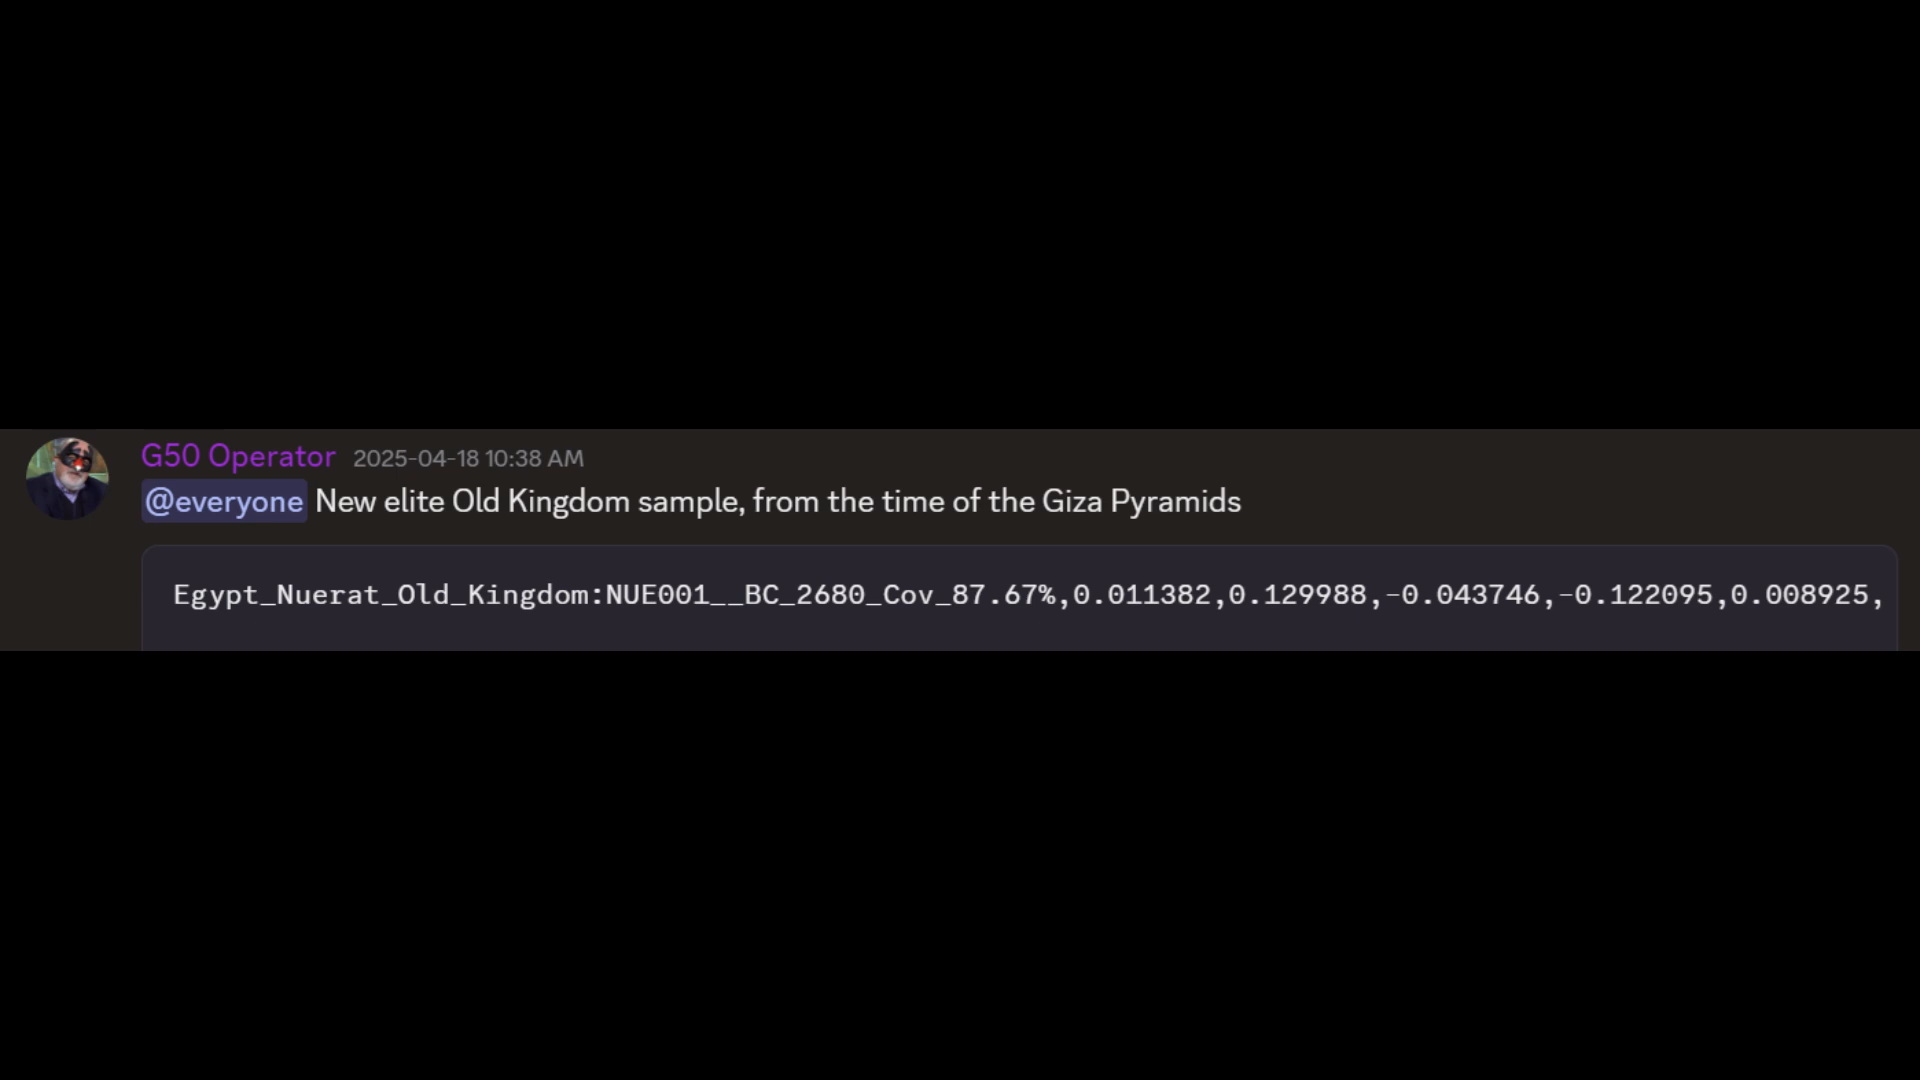 G50 Operator 2025-04-18 10:38 AM
@everyone New elite Old Kingdom sample, from the time of the Giza Pyramids
Egypt_Nuerat_Old_Kingdom:NUE001__BC_2680_Cov_87.67%,0.011382,0.129988,-0.043746,-0.122095,0.008925,